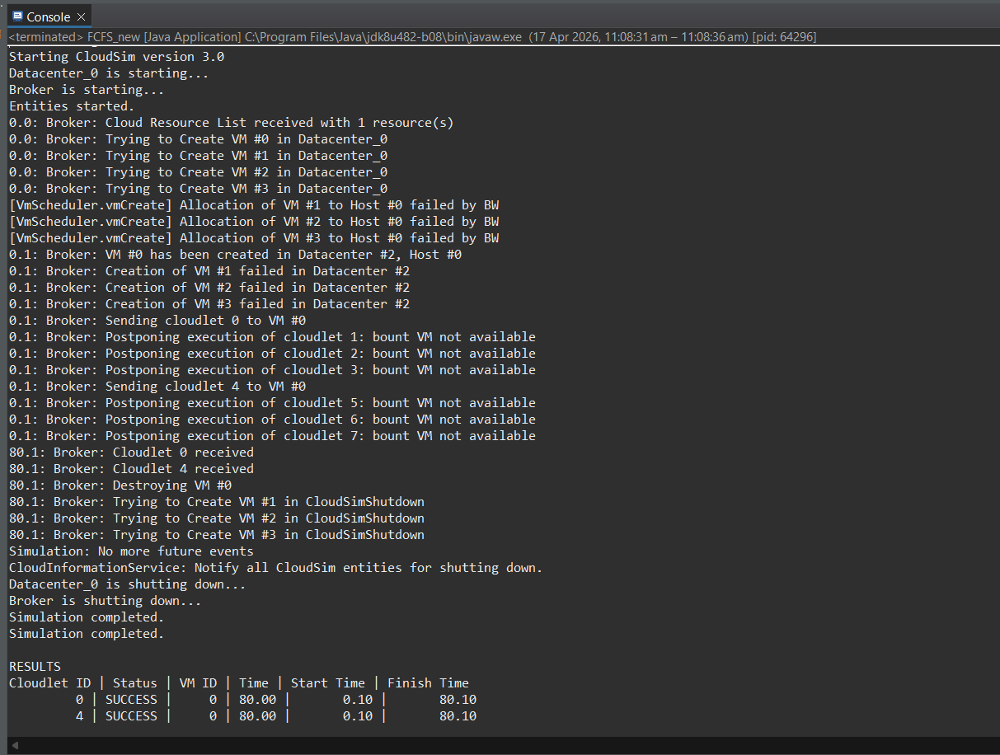 Console
<terminated> FCFS_new [Java Application] C:\Program Files\Java\jdk8u482-b08\bin\javaw.exe (17 Apr 2026, 11:08:31 am – 11:08:36 am) [pid: 64296]
Starting CloudSim version 3.0
Datacenter_0 is starting...
Broker is starting...
Entities started.
0.0: Broker: Cloud Resource List received with 1 resource(s)
0.0: Broker: Trying to Create VM #0 in Datacenter_0
0.0: Broker: Trying to Create VM #1 in Datacenter_0
0.0: Broker: Trying to Create VM #2 in Datacenter_0
0.0: Broker: Trying to Create VM #3 in Datacenter_0
[VmScheduler.vmCreate] Allocation of VM #1 to Host #0 failed by BW
[VmScheduler.vmCreate] Allocation of VM #2 to Host #0 failed by BW
[VmScheduler.vmCreate] Allocation of VM #3 to Host #0 failed by BW
0.1: Broker: VM #0 has been created in Datacenter #2, Host #0
0.1: Broker: Creation of VM #1 failed in Datacenter #2
0.1: Broker: Creation of VM #2 failed in Datacenter #2
0.1: Broker: Creation of VM #3 failed in Datacenter #2
0.1: Broker: Sending cloudlet 0 to VM #0
0.1: Broker: Postponing execution of cloudlet 1: bount VM not available
0.1: Broker: Postponing execution of cloudlet 2: bount VM not available
0.1: Broker: Postponing execution of cloudlet 3: bount VM not available
0.1: Broker: Sending cloudlet 4 to VM #0
0.1: Broker: Postponing execution of cloudlet 5: bount VM not available
0.1: Broker: Postponing execution of cloudlet 6: bount VM not available
0.1: Broker: Postponing execution of cloudlet 7: bount VM not available
80.1: Broker: Cloudlet 0 received
80.1: Broker: Cloudlet 4 received
80.1: Broker: Destroying VM #0
80.1: Broker: Trying to Create VM #1 in CloudSimShutdown
80.1: Broker: Trying to Create VM #2 in CloudSimShutdown
80.1: Broker: Trying to Create VM #3 in CloudSimShutdown
Simulation: No more future events
CloudInformationService: Notify all CloudSim entities for shutting down.
Datacenter_0 is shutting down...
Broker is shutting down...
Simulation completed.
Simulation completed.
RESULTS
Cloudlet ID | Status | VM ID | Time | Start Time | Finish Time
0 | SUCCESS | 0 | 80.00 | 0.10 | 80.10
4 | SUCCESS | 0 | 80.00 | 0.10 | 80.10